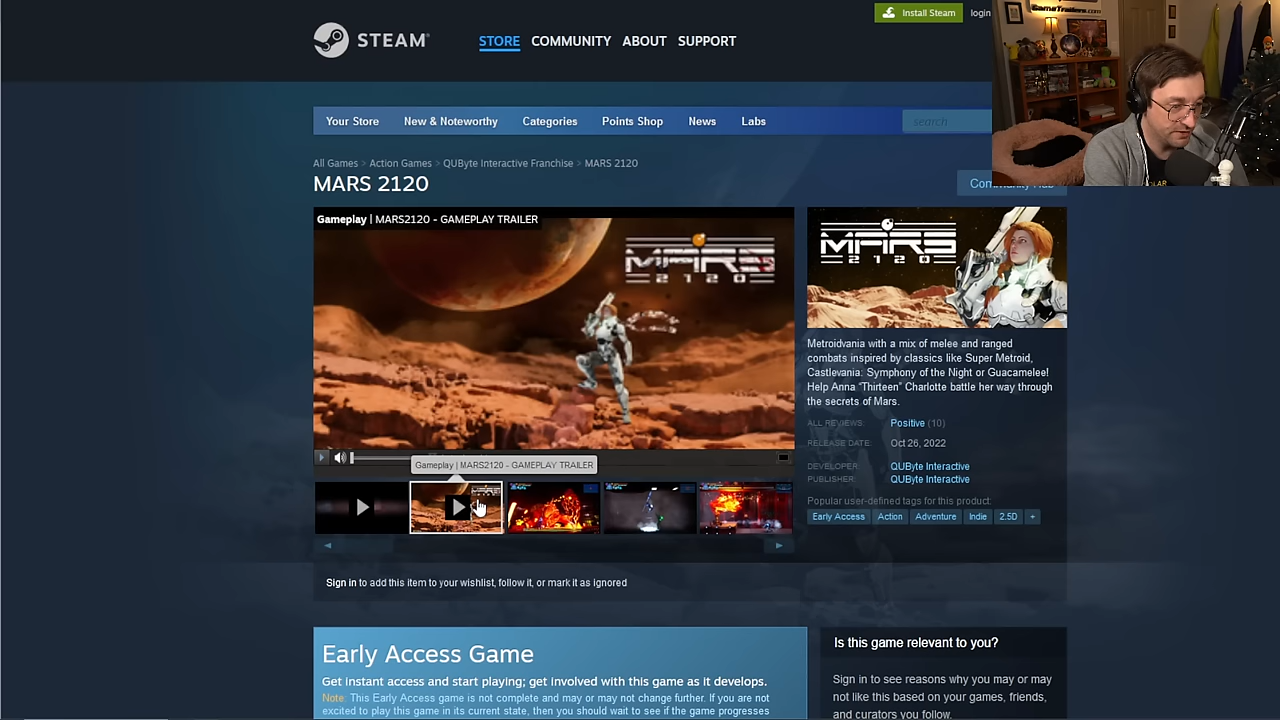 Install Steam
login
GameTrailers.com
STEAM
STORE
COMMUNITY
ABOUT
SUPPORT
Your Store
New & Noteworthy
Categories
Points Shop
News
Labs
search
All Games > Action Games > QUByte Interactive Franchise > MARS 2120
MARS 2120
Community Hub
Gameplay | MARS2120 - GAMEPLAY TRAILER
MARS
2120
MARS
2120
Metroidvania with a mix of melee and ranged
combats inspired by classics like Super Metroid,
Castlevania: Symphony of the Night or Guacamelee!
Help Anna “Thirteen” Charlotte battle her way through
the secrets of Mars.
ALL REVIEWS: Positive (10)
RELEASE DATE: Oct 26, 2022
DEVELOPER: QUByte Interactive
PUBLISHER: QUByte Interactive
Popular user-defined tags for this product:
Early Access
Action
Adventure
Indie
2.5D
+
Gameplay | MARS2120 - GAMEPLAY TRAILER
Sign in to add this item to your wishlist, follow it, or mark it as ignored
Early Access Game
Get instant access and start playing; get involved with this game as it develops.
Note: This Early Access game is not complete and may or may not change further. If you are
not excited to play this game in its current state, then you should wait to see if the game progresses
Is this game relevant to you?
Sign in to see reasons why you may or
may not like this based on your games, friends,
and curators you follow.